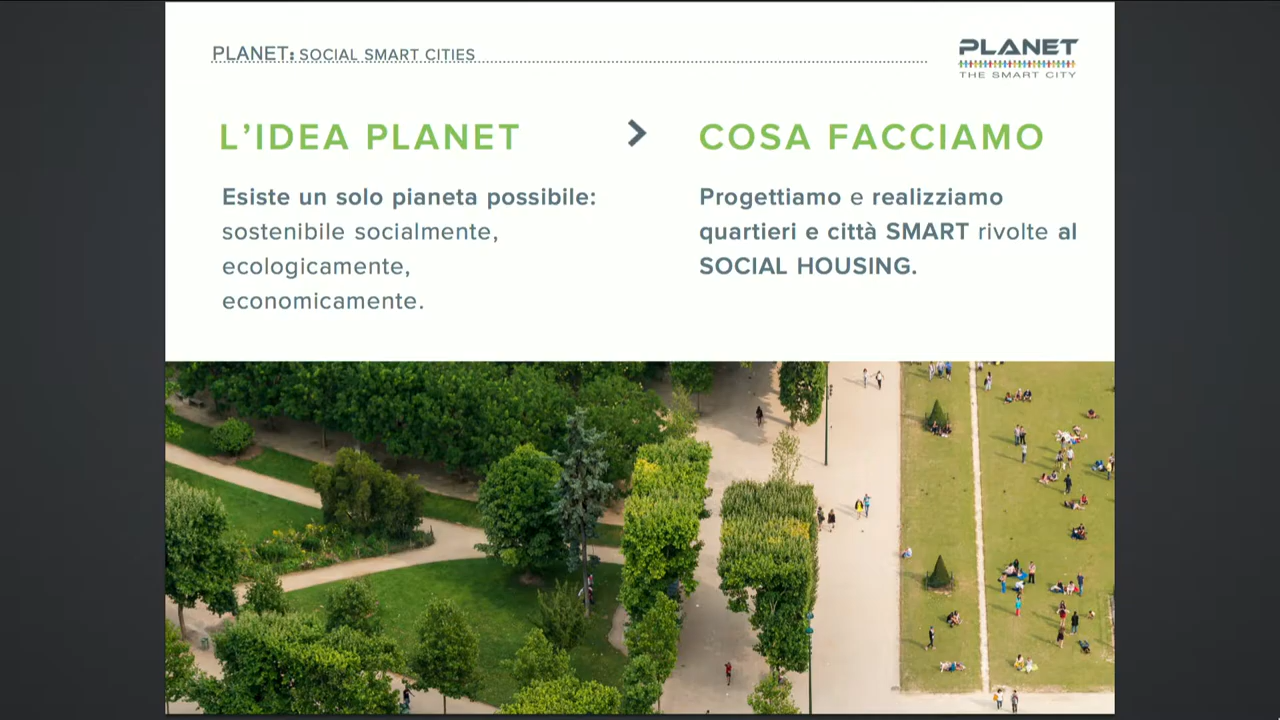 PLANET: SOCIAL SMART CITIES
PLANET
THE SMART CITY
L'IDEA PLANET
Esiste un solo pianeta possibile:
sostenibile socialmente,
ecologicamente,
economicamente.
>
COSA FACCIAMO
Progettiamo e realizziamo
quartieri e città SMART rivolte al
SOCIAL HOUSING.